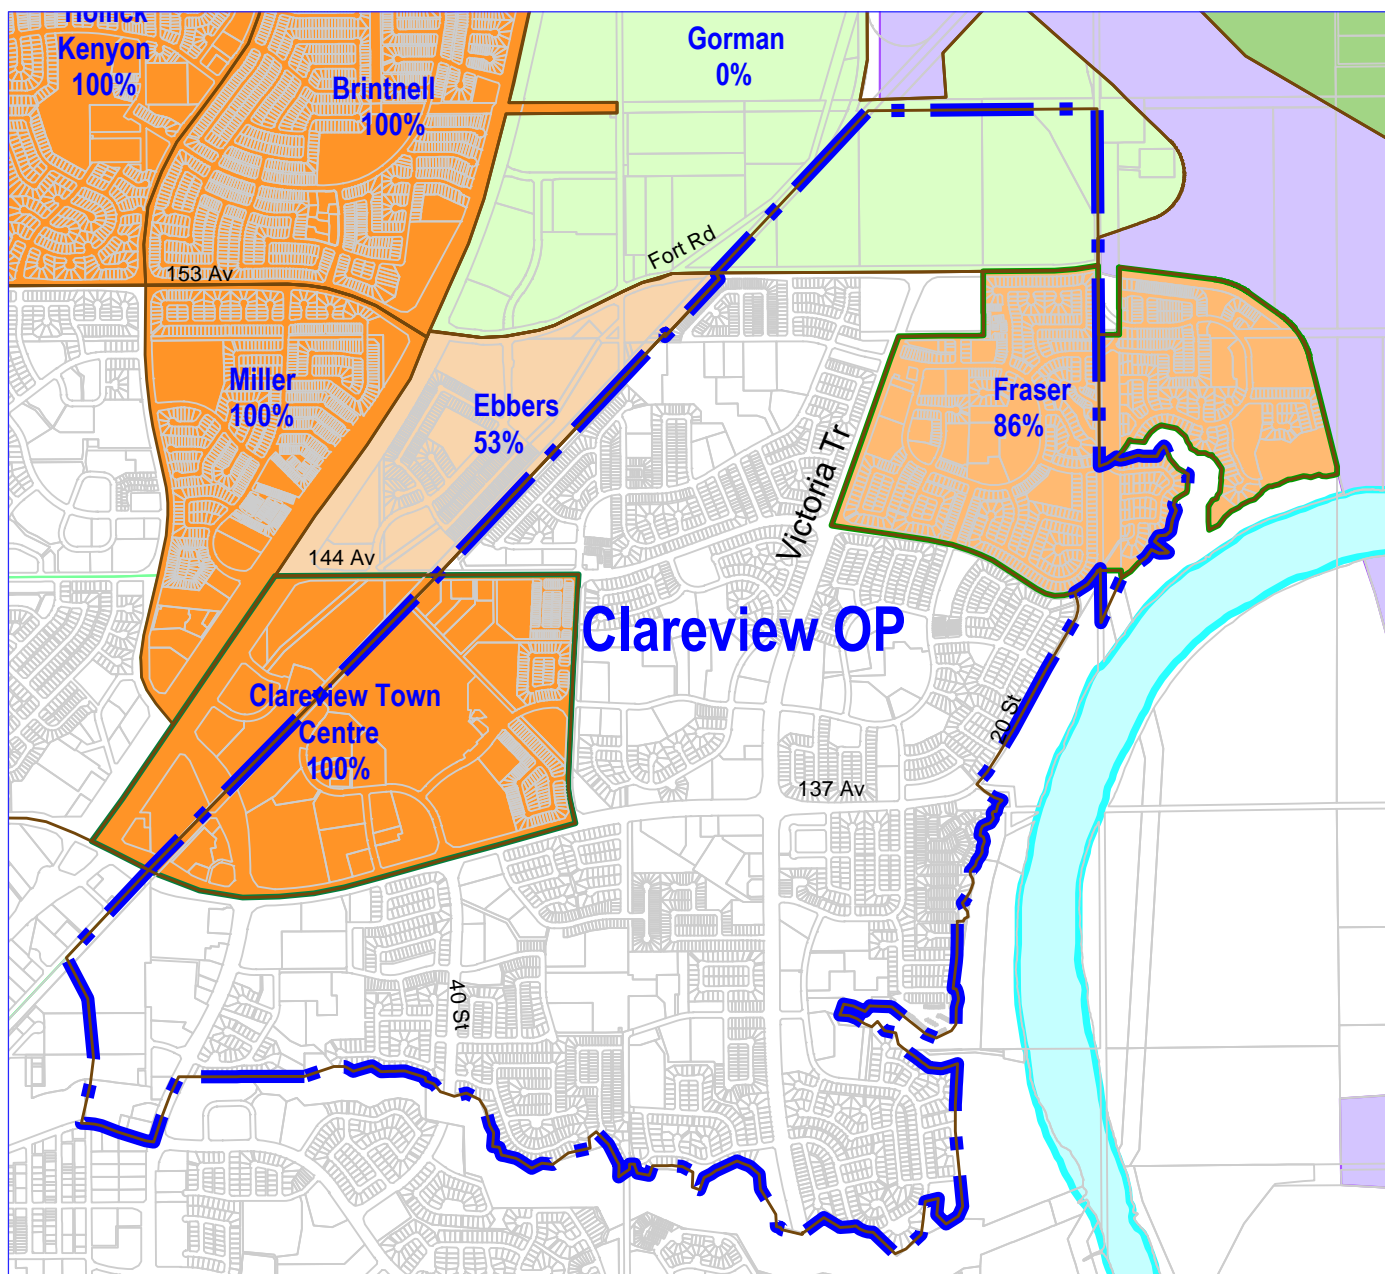 Hollick
Kenyon
100%
Brintnell
100%
Gorman
0%
Fort Rd
153 Av
Miller
100%
Ebbers
53%
Fraser
86%
Victoria Tr
144 Av
Clareview OP
Clareview Town
Centre
100%
20 St
137 Av
40 St